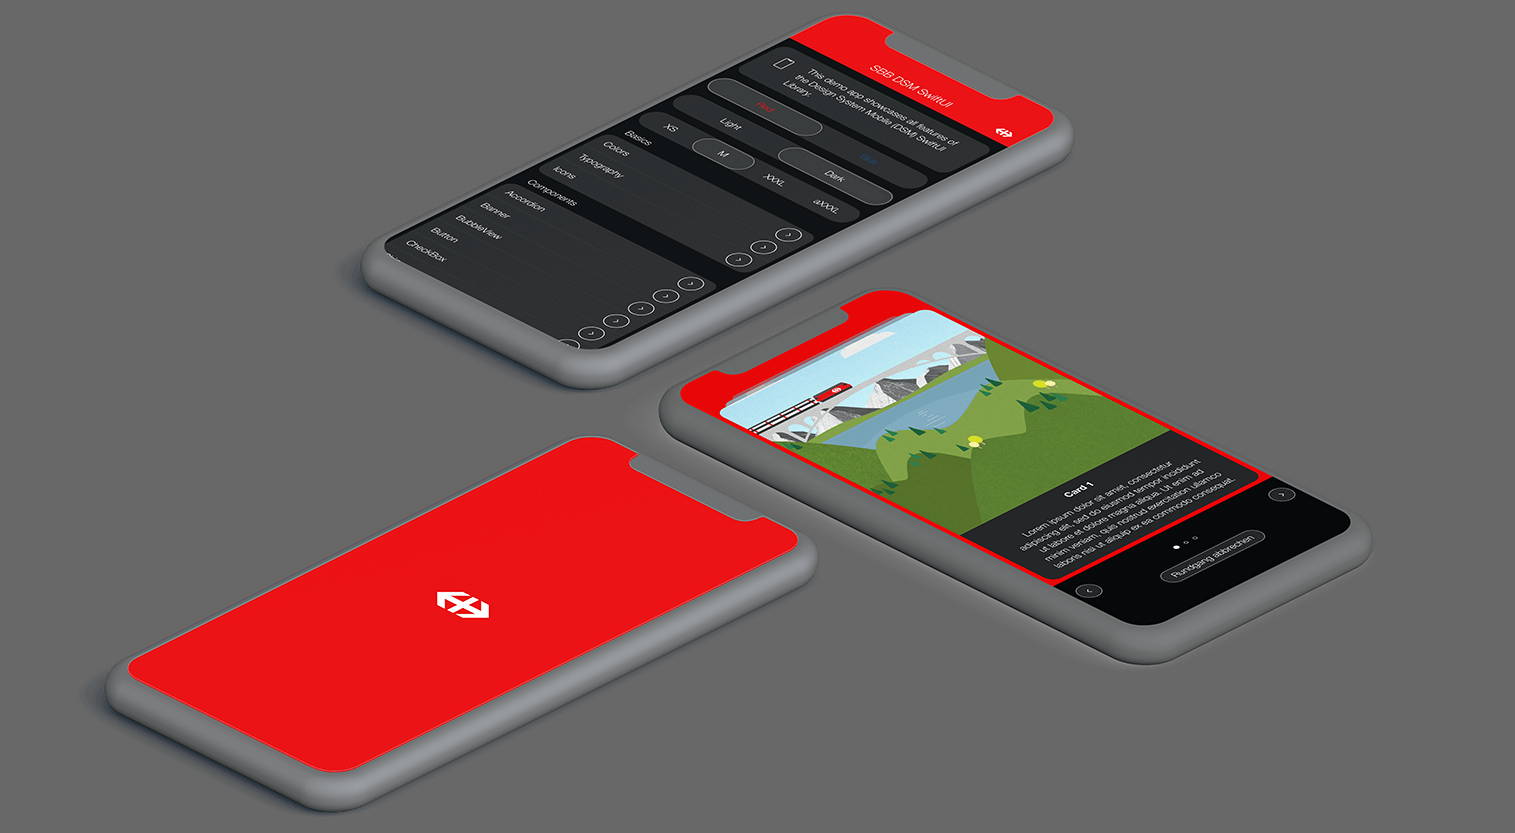 SBB DSM SwiftUI
This demo app showcases all features of
the Design System Mobile (DSM) SwiftUI
Library.
Red
Blue
Light
Dark
XS
M
XXXL
aXXXL
Basics
Colors
Typography
Icons
Components
Accordion
Banner
BubbleView
Button
CheckBox
Card 1
Lorem ipsum dolor sit amet, consectetur
adipiscing elit, sed do eiusmod tempor incididunt
ut labore et dolore magna aliqua. Ut enim ad
minim veniam, quis nostrud exercitation ullamco
laboris nisi ut aliquip ex ea commodo consequat.
Rundgang abbrechen